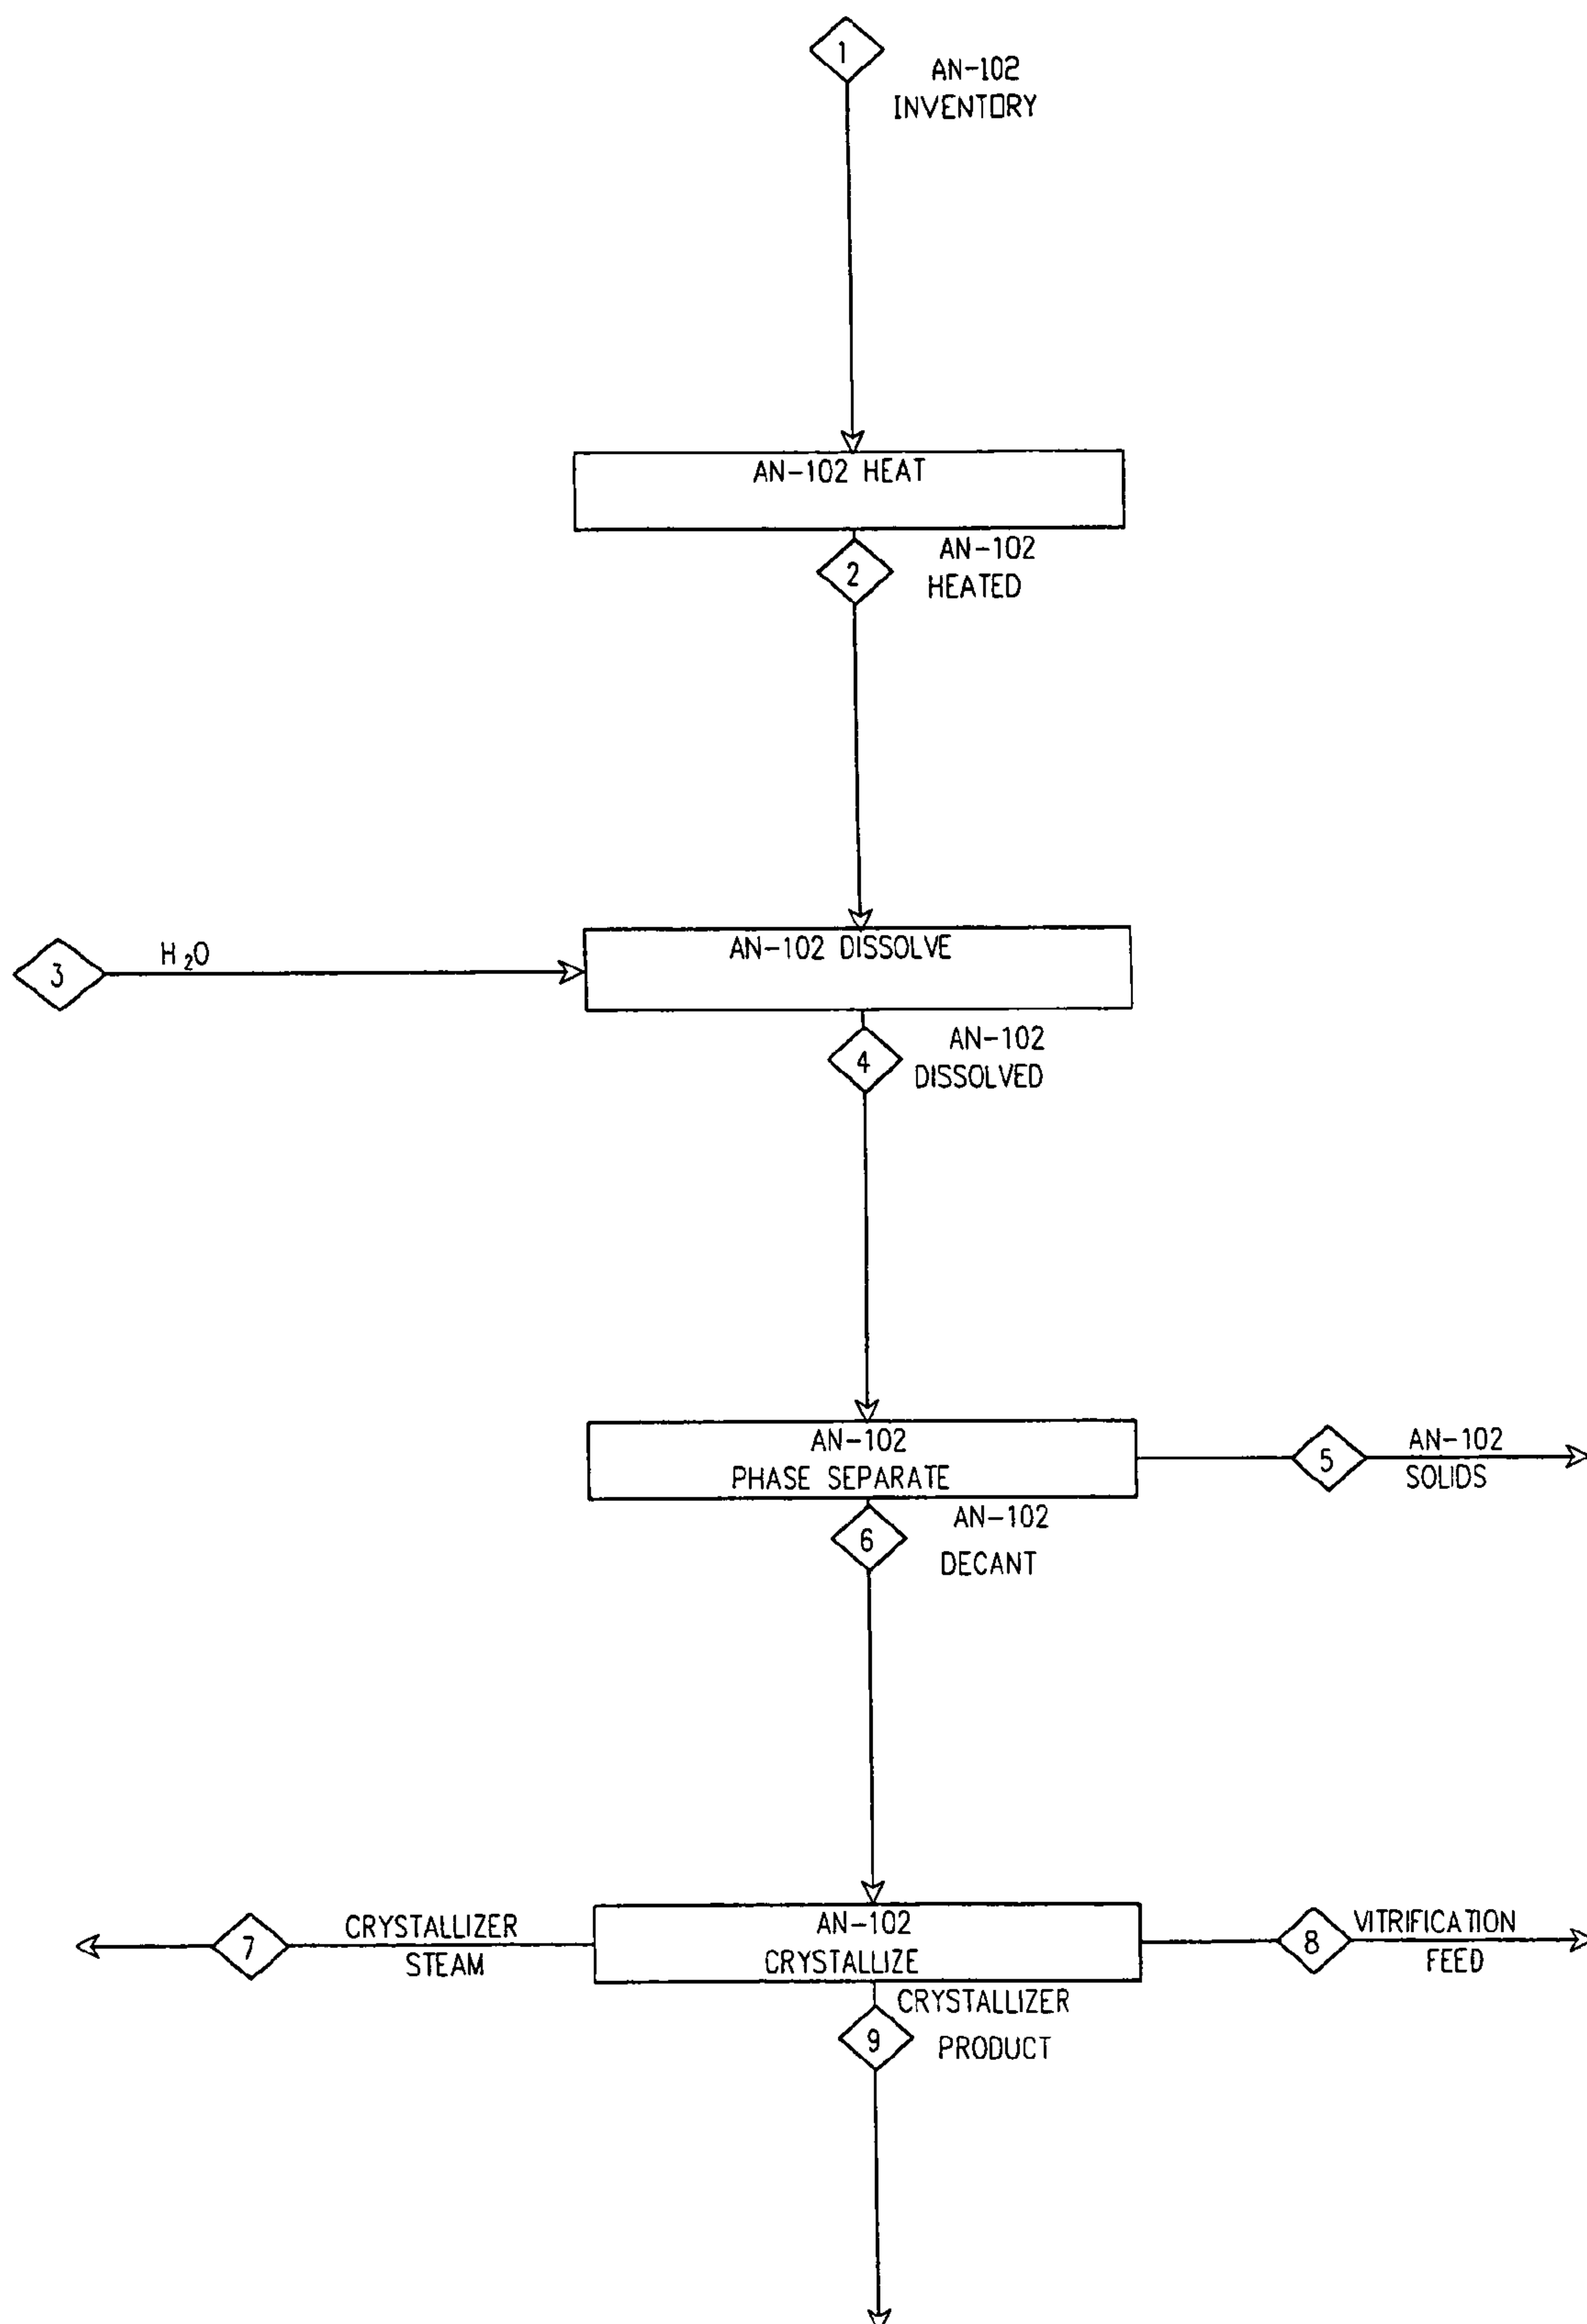 1
AN-102
INVENTORY
AN-102 HEAT
2
AN-102
HEATED
3
H₂O
AN-102 DISSOLVE
4
AN-102
DISSOLVED
AN-102
PHASE SEPARATE
5
AN-102
SOLIDS
6
AN-102
DECANT
7
CRYSTALLIZER
STEAM
AN-102
CRYSTALLIZE
8
VITRIFICATION
FEED
9
CRYSTALLIZER
PRODUCT